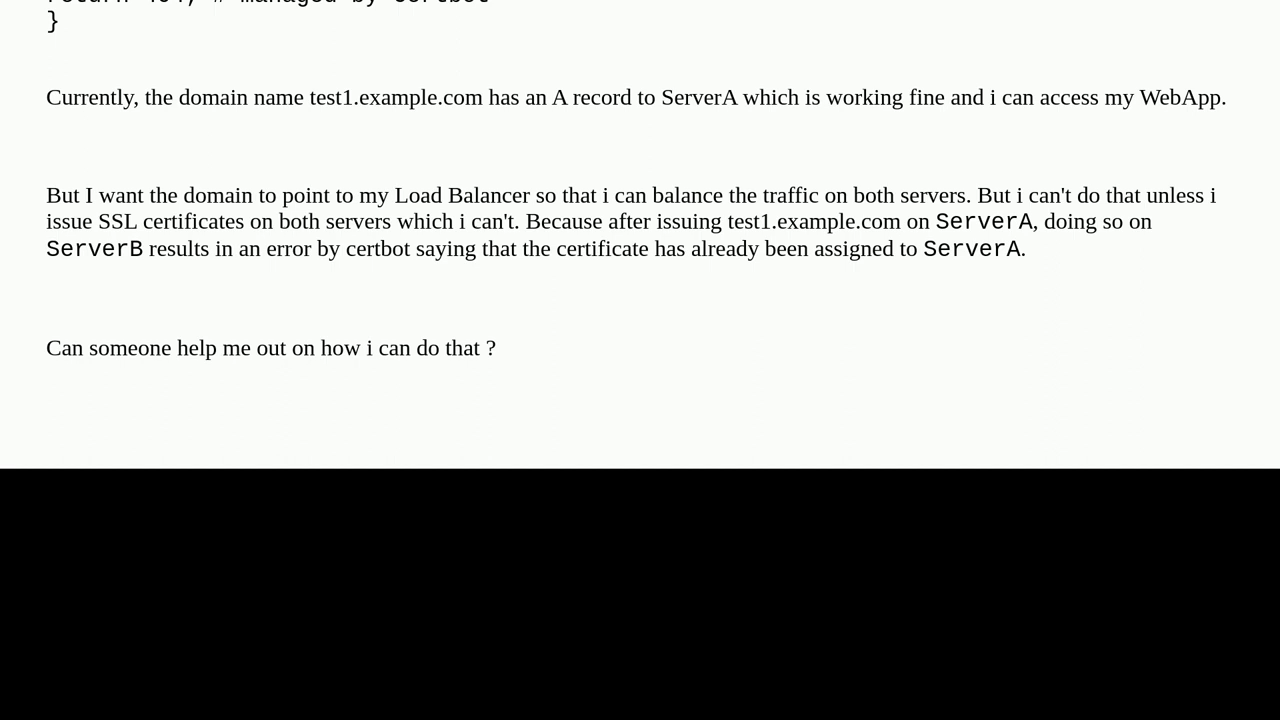 }
Currently, the domain name test1.example.com has an A record to ServerA which is working fine and i can access my WebApp.
But I want the domain to point to my Load Balancer so that i can balance the traffic on both servers. But i can't do that unless i
issue SSL certificates on both servers which i can't. Because after issuing test1.example.com on ServerA, doing so on
ServerB results in an error by certbot saying that the certificate has already been assigned to ServerA.
Can someone help me out on how i can do that ?